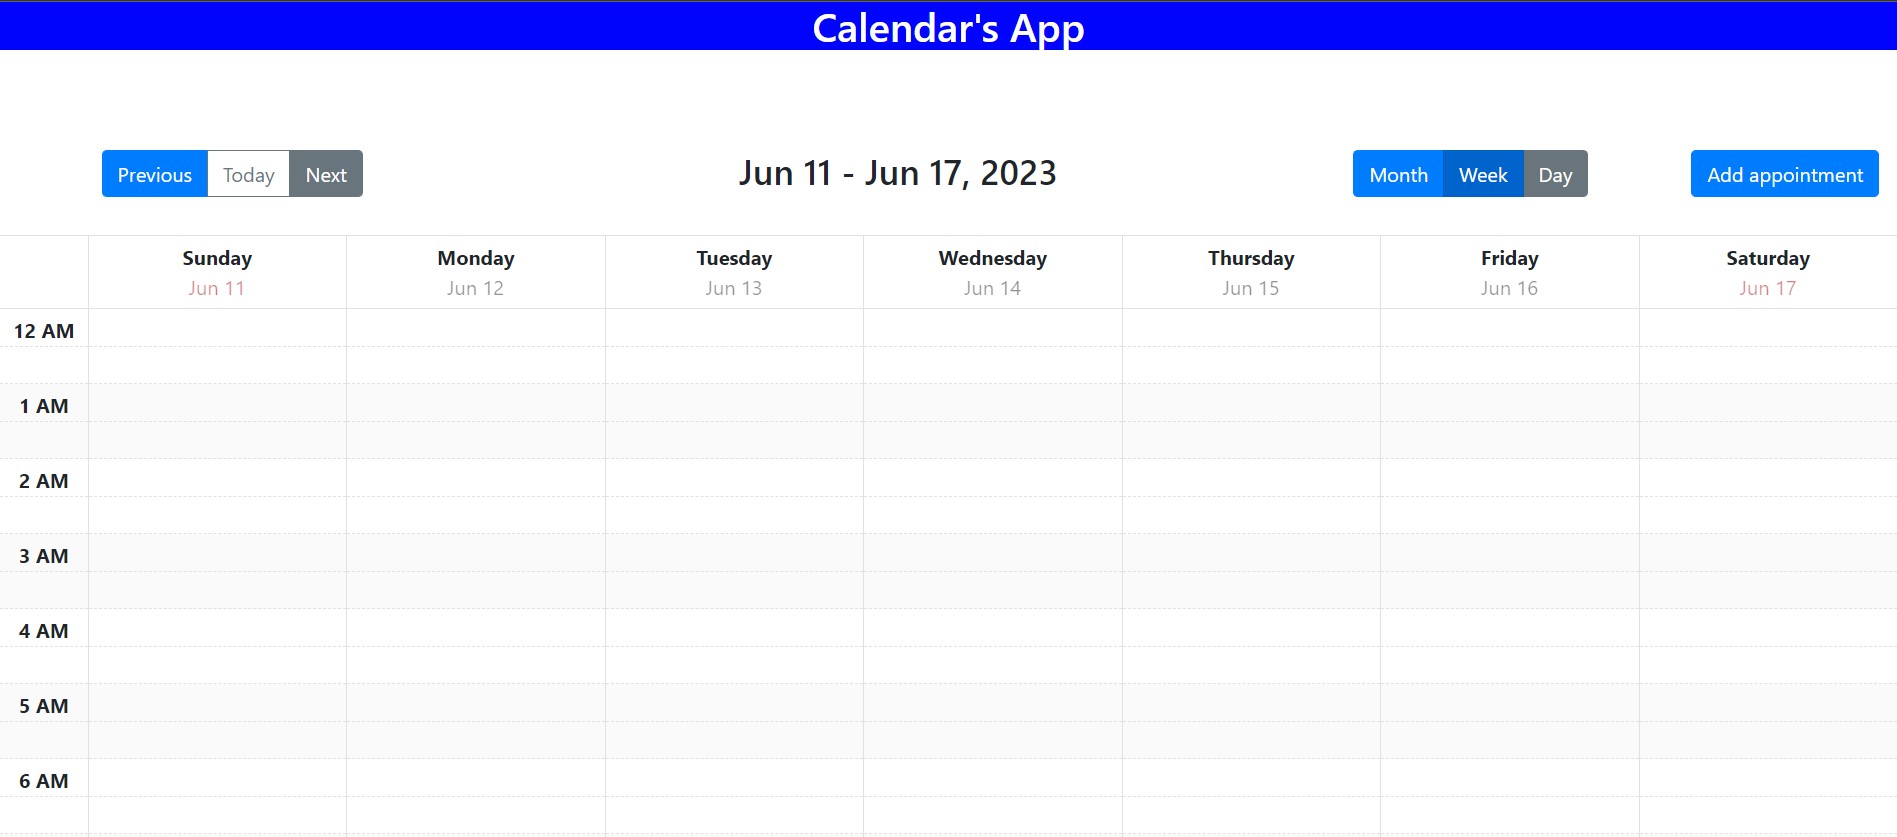 Calendar's App
Previous Today Next
Jun 11 - Jun 17, 2023
Month Week Day
Add appointment
Sunday Monday Tuesday Wednesday Thursday Friday Saturday
Jun 11 Jun 12 Jun 13 Jun 14 Jun 15 Jun 16 Jun 17
12 AM
1 AM
2 AM
3 AM
4 AM
5 AM
6 AM